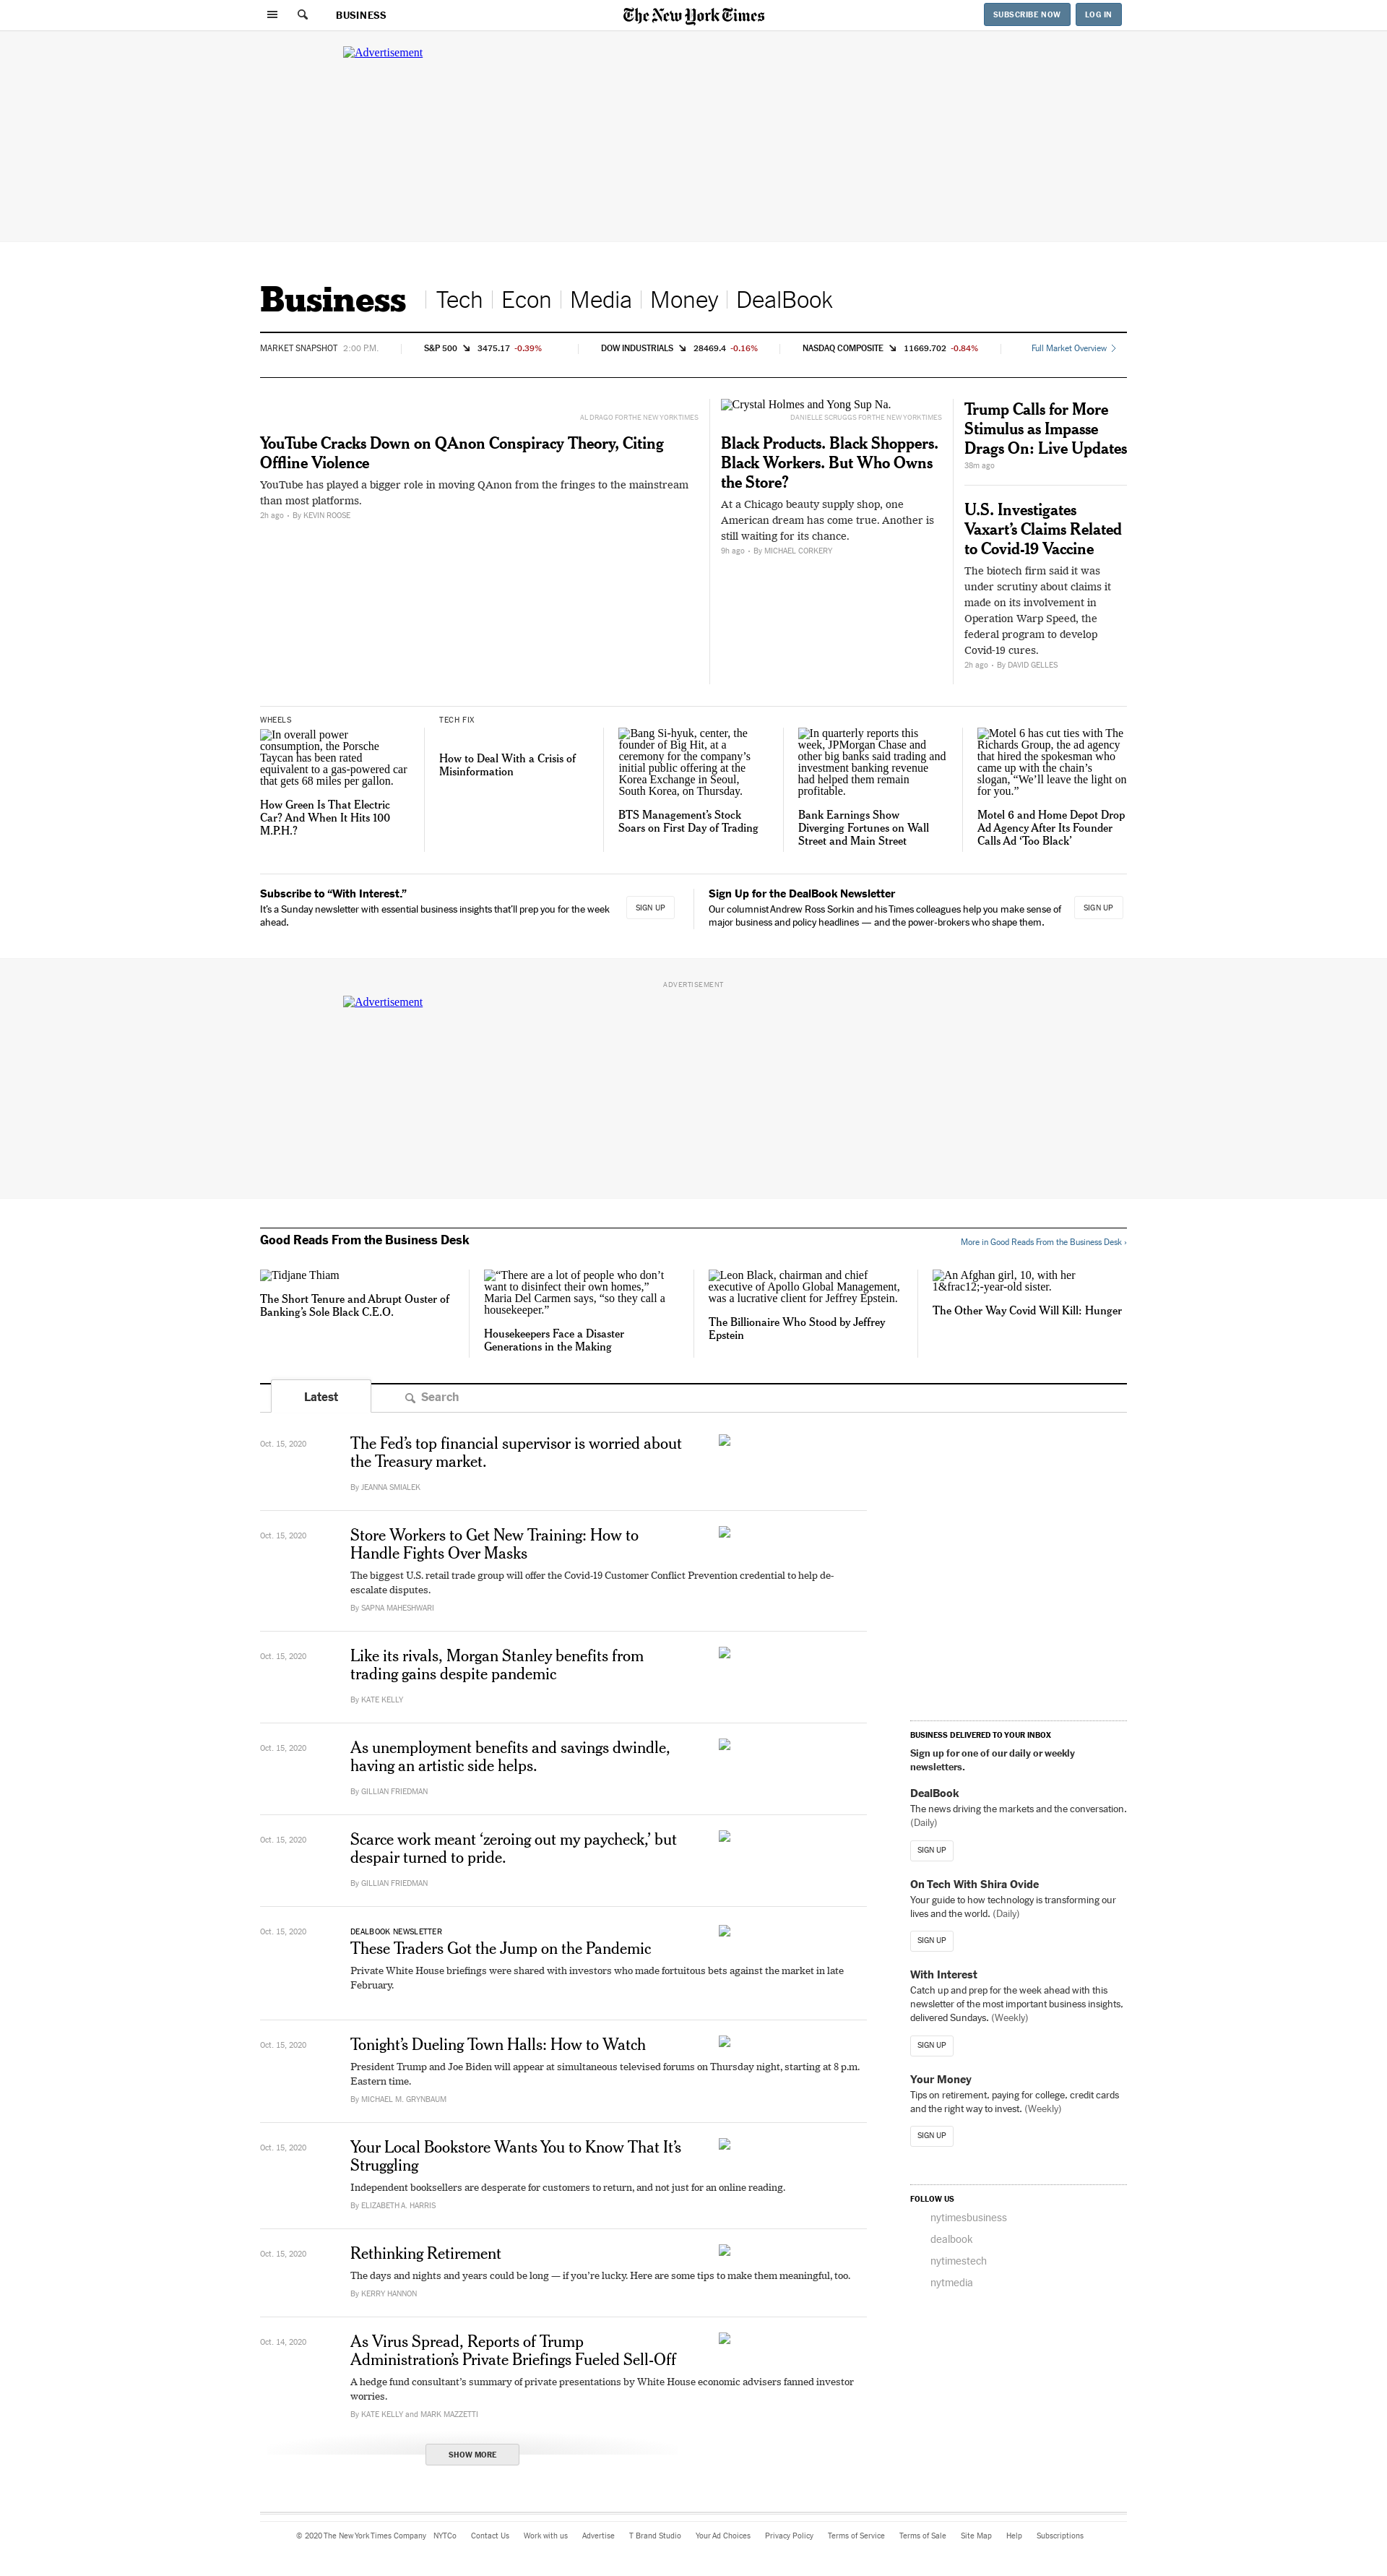 BUSINESS
The New York Times
SUBSCRIBE NOW
LOG IN
Advertisement
Business
Tech
Econ
Media
Money
DealBook
MARKET SNAPSHOT 2:00 P.M.
S&P 500 3475.17 -0.39%
DOW INDUSTRIALS 28469.4 -0.16%
NASDAQ COMPOSITE 11669.702 -0.84%
Full Market Overview
AL DRAGO FOR THE NEW YORK TIMES
YouTube Cracks Down on QAnon Conspiracy Theory, Citing
Offline Violence
YouTube has played a bigger role in moving QAnon from the fringes to the mainstream
than most platforms.
2h ago • By KEVIN ROOSE
Crystal Holmes and Yong Sup Na.
DANIELLE SCRUGGS FOR THE NEW YORK TIMES
Black Products. Black Shoppers.
Black Workers. But Who Owns
the Store?
At a Chicago beauty supply shop, one
American dream has come true. Another is
still waiting for its chance.
9h ago • By MICHAEL CORKERY
Trump Calls for More
Stimulus as Impasse
Drags On: Live Updates
38m ago
U.S. Investigates
Vaxart’s Claims Related
to Covid-19 Vaccine
The biotech firm said it was
under scrutiny about claims it
made on its involvement in
Operation Warp Speed, the
federal program to develop
Covid-19 cures.
2h ago • By DAVID GELLES
WHEELS
In overall power
consumption, the Porsche
Taycan has been rated
equivalent to a gas-powered car
that gets 68 miles per gallon.
How Green Is That Electric
Car? And When It Hits 100
M.P.H.?
TECH FIX
How to Deal With a Crisis of
Misinformation
Bang Si-hyuk, center, the
founder of Big Hit, at a
ceremony for the company’s
initial public offering at the
Korea Exchange in Seoul,
South Korea, on Thursday.
BTS Management’s Stock
Soars on First Day of Trading
In quarterly reports this
week, JPMorgan Chase and
other big banks said trading and
investment banking revenue
had helped them remain
profitable.
Bank Earnings Show
Diverging Fortunes on Wall
Street and Main Street
Motel 6 has cut ties with The
Richards Group, the ad agency
that hired the spokesman who
came up with the chain’s
slogan, “We’ll leave the light on
for you.”
Motel 6 and Home Depot Drop
Ad Agency After Its Founder
Calls Ad ‘Too Black’
Subscribe to “With Interest.”
It’s a Sunday newsletter with essential business insights that’ll prep you for the week
ahead.
SIGN UP
Sign Up for the DealBook Newsletter
Our columnist Andrew Ross Sorkin and his Times colleagues help you make sense of
major business and policy headlines — and the power-brokers who shape them.
SIGN UP
ADVERTISEMENT
Advertisement
Good Reads From the Business Desk
More in Good Reads From the Business Desk ›
Tidjane Thiam
The Short Tenure and Abrupt Ouster of
Banking’s Sole Black C.E.O.
“There are a lot of people who don’t
want to disinfect their own homes,”
Maria Del Carmen says, “so they call a
housekeeper.”
Housekeepers Face a Disaster
Generations in the Making
Leon Black, chairman and chief
executive of Apollo Global Management,
was a lucrative client for Jeffrey Epstein.
The Billionaire Who Stood by Jeffrey
Epstein
An Afghan girl, 10, with her
1&frac12;-year-old sister.
The Other Way Covid Will Kill: Hunger
Latest
Search
Oct. 15, 2020
The Fed’s top financial supervisor is worried about
the Treasury market.
By JEANNA SMIALEK
Oct. 15, 2020
Store Workers to Get New Training: How to
Handle Fights Over Masks
The biggest U.S. retail trade group will offer the Covid-19 Customer Conflict Prevention credential to help de-
escalate disputes.
By SAPNA MAHESHWARI
Oct. 15, 2020
Like its rivals, Morgan Stanley benefits from
trading gains despite pandemic
By KATE KELLY
Oct. 15, 2020
As unemployment benefits and savings dwindle,
having an artistic side helps.
By GILLIAN FRIEDMAN
Oct. 15, 2020
Scarce work meant ‘zeroing out my paycheck,’ but
despair turned to pride.
By GILLIAN FRIEDMAN
Oct. 15, 2020
DEALBOOK NEWSLETTER
These Traders Got the Jump on the Pandemic
Private White House briefings were shared with investors who made fortuitous bets against the market in late
February.
Oct. 15, 2020
Tonight’s Dueling Town Halls: How to Watch
President Trump and Joe Biden will appear at simultaneous televised forums on Thursday night, starting at 8 p.m.
Eastern time.
By MICHAEL M. GRYNBAUM
Oct. 15, 2020
Your Local Bookstore Wants You to Know That It’s
Struggling
Independent booksellers are desperate for customers to return, and not just for an online reading.
By ELIZABETH A. HARRIS
Oct. 15, 2020
Rethinking Retirement
The days and nights and years could be long — if you’re lucky. Here are some tips to make them meaningful, too.
By KERRY HANNON
Oct. 14, 2020
As Virus Spread, Reports of Trump
Administration’s Private Briefings Fueled Sell-Off
A hedge fund consultant’s summary of private presentations by White House economic advisers fanned investor
worries.
By KATE KELLY and MARK MAZZETTI
SHOW MORE
BUSINESS DELIVERED TO YOUR INBOX
Sign up for one of our daily or weekly
newsletters.
DealBook
The news driving the markets and the conversation.
(Daily)
SIGN UP
On Tech With Shira Ovide
Your guide to how technology is transforming our
lives and the world. (Daily)
SIGN UP
With Interest
Catch up and prep for the week ahead with this
newsletter of the most important business insights,
delivered Sundays. (Weekly)
SIGN UP
Your Money
Tips on retirement, paying for college, credit cards
and the right way to invest. (Weekly)
SIGN UP
FOLLOW US
nytimesbusiness
dealbook
nytimestech
nytmedia
© 2020 The New York Times Company NYTCo Contact Us Work with us Advertise T Brand Studio Your Ad Choices Privacy Policy Terms of Service Terms of Sale Site Map Help Subscriptions